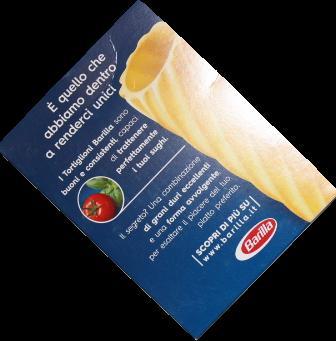 È quello che
abbiamo dentro
a renderci unici
I Tortiglioni Barilla sono
buoni e consistenti, capaci
di trattenere
perfettamente
i tuoi sughi.
Il segreto? Una combinazione
di grani duri eccellenti
e una forma avvolgente,
per esaltare il piacere del tuo
piatto preferito.
SCOPRI DI PIÙ SU
www.barilla.it
Barilla